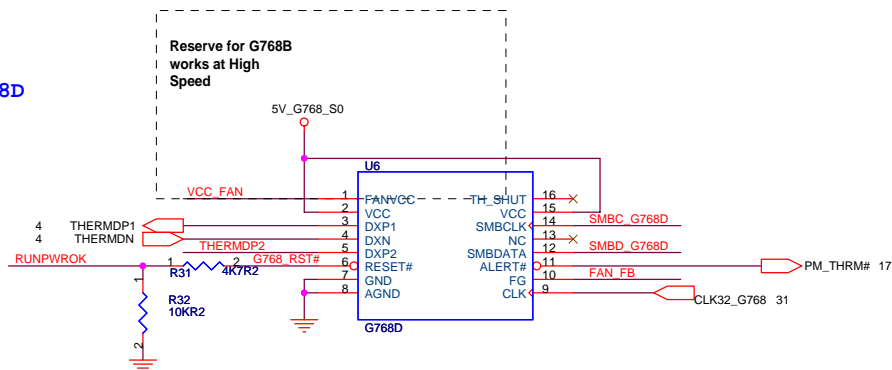 Reserve for G768B
works at High
Speed
8D
5V_G768_S0
U6
VCC_FAN 1 FANVCC TH_SHUT 16
2 VCC VCC 15
4 THERMDP1 3 DXP1 SMBCLK 14 SMBC_G768D
4 THERMDN 4 DXN NC 13
THERMDP2 5 DXP2 SMBDATA 12 SMBD_G768D
RUNPWROK 1 R31 2 4K7R2 G768_RST# 6 RESET# ALERT# 11 PM_THRM# 17
7 GND FG 10 FAN_FB
8 AGND CLK 9 CLK32_G768 31
1
R32
10KR2
2
G768D